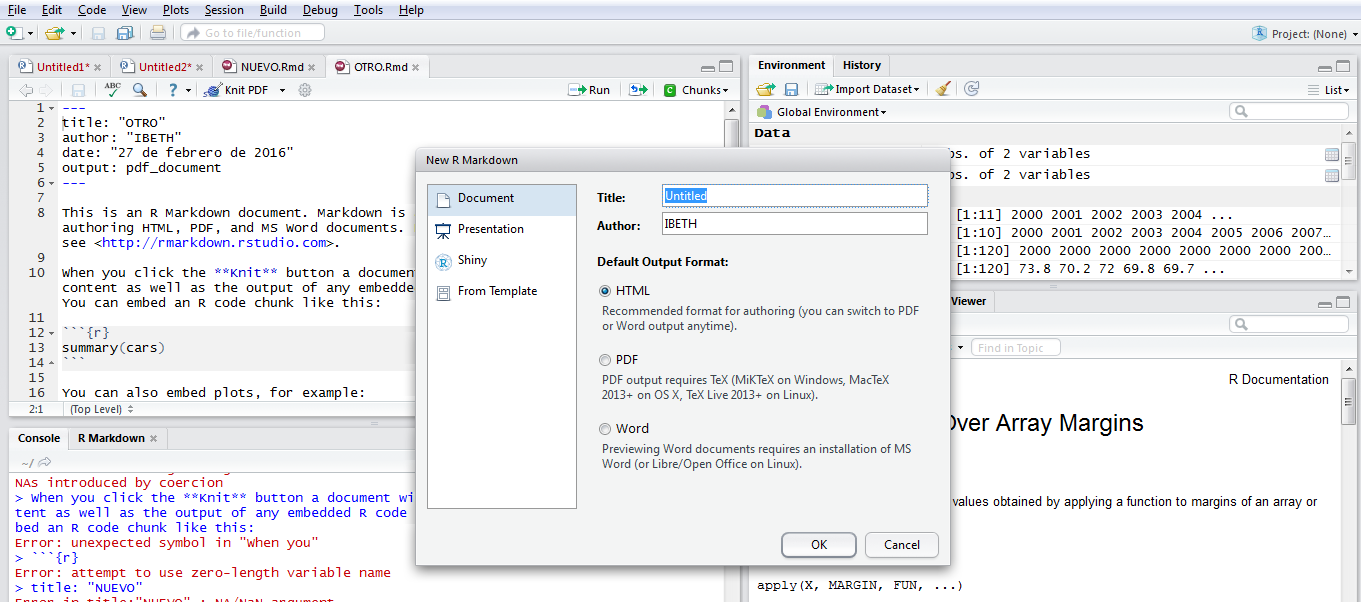 File Edit Code View Plots Session Build Debug Tools Help
Go to file/function
Project: (None)
Untitled1* Untitled2* NUEVO.Rmd OTRO.Rmd
ABC ? Knit PDF Run Chunks
1 ---
2 title: "OTRO"
3 author: "IBETH"
4 date: "27 de febrero de 2016"
5 output: pdf_document
6 ---
7
8 This is an R Markdown document. Markdown is
authoring HTML, PDF, and MS Word documents.
see <http://rmarkdown.rstudio.com>.
9
10 When you click the **Knit** button a document
content as well as the output of any embedded
You can embed an R code chunk like this:
11
12 ```{r}
13 summary(cars)
14 ```
15
16 You can also embed plots, for example:
2:1 (Top Level)
Console R Markdown
~/
NAs introduced by coercion
> When you click the **Knit** button a document wi
tent as well as the output of any embedded R code
bed an R code chunk like this:
Error: unexpected symbol in "When you"
> ```{r}
Error: attempt to use zero-length variable name
> title: "NUEVO"
Error in title:"NUEVO" : NA/NaN argument
New R Markdown
Document
Presentation
Shiny
From Template
Title: Untitled
Author: IBETH
Default Output Format:
HTML
Recommended format for authoring (you can switch to PDF
or Word output anytime).
PDF
PDF output requires TeX (MiKTeX on Windows, MacTeX
2013+ on OS X, TeX Live 2013+ on Linux).
Word
Previewing Word documents requires an installation of MS
Word (or Libre/Open Office on Linux).
OK Cancel
Environment History
Import Dataset List
Global Environment
Data
bs. of 2 variables
bs. of 2 variables
[1:11] 2000 2001 2002 2003 2004 ...
[1:10] 2000 2001 2002 2003 2004 2005 2006 2007...
[1:120] 2000 2000 2000 2000 2000 2000 2000 200...
[1:120] 73.8 70.2 72 69.8 69.7 ...
Viewer
Find in Topic
R Documentation
Over Array Margins
values obtained by applying a function to margins of an array or
apply(X, MARGIN, FUN, ...)